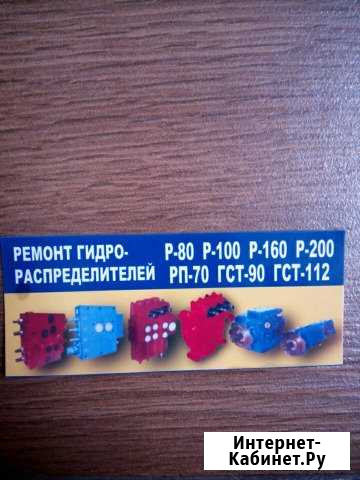 РЕМОНТ ГИДРО- Р-80 Р-100 Р-160 Р-200
РАСПРЕДЕЛИТЕЛЕЙ РП-70 ГСТ-90 ГСТ-112
Интернет-
Кабинет.Ру